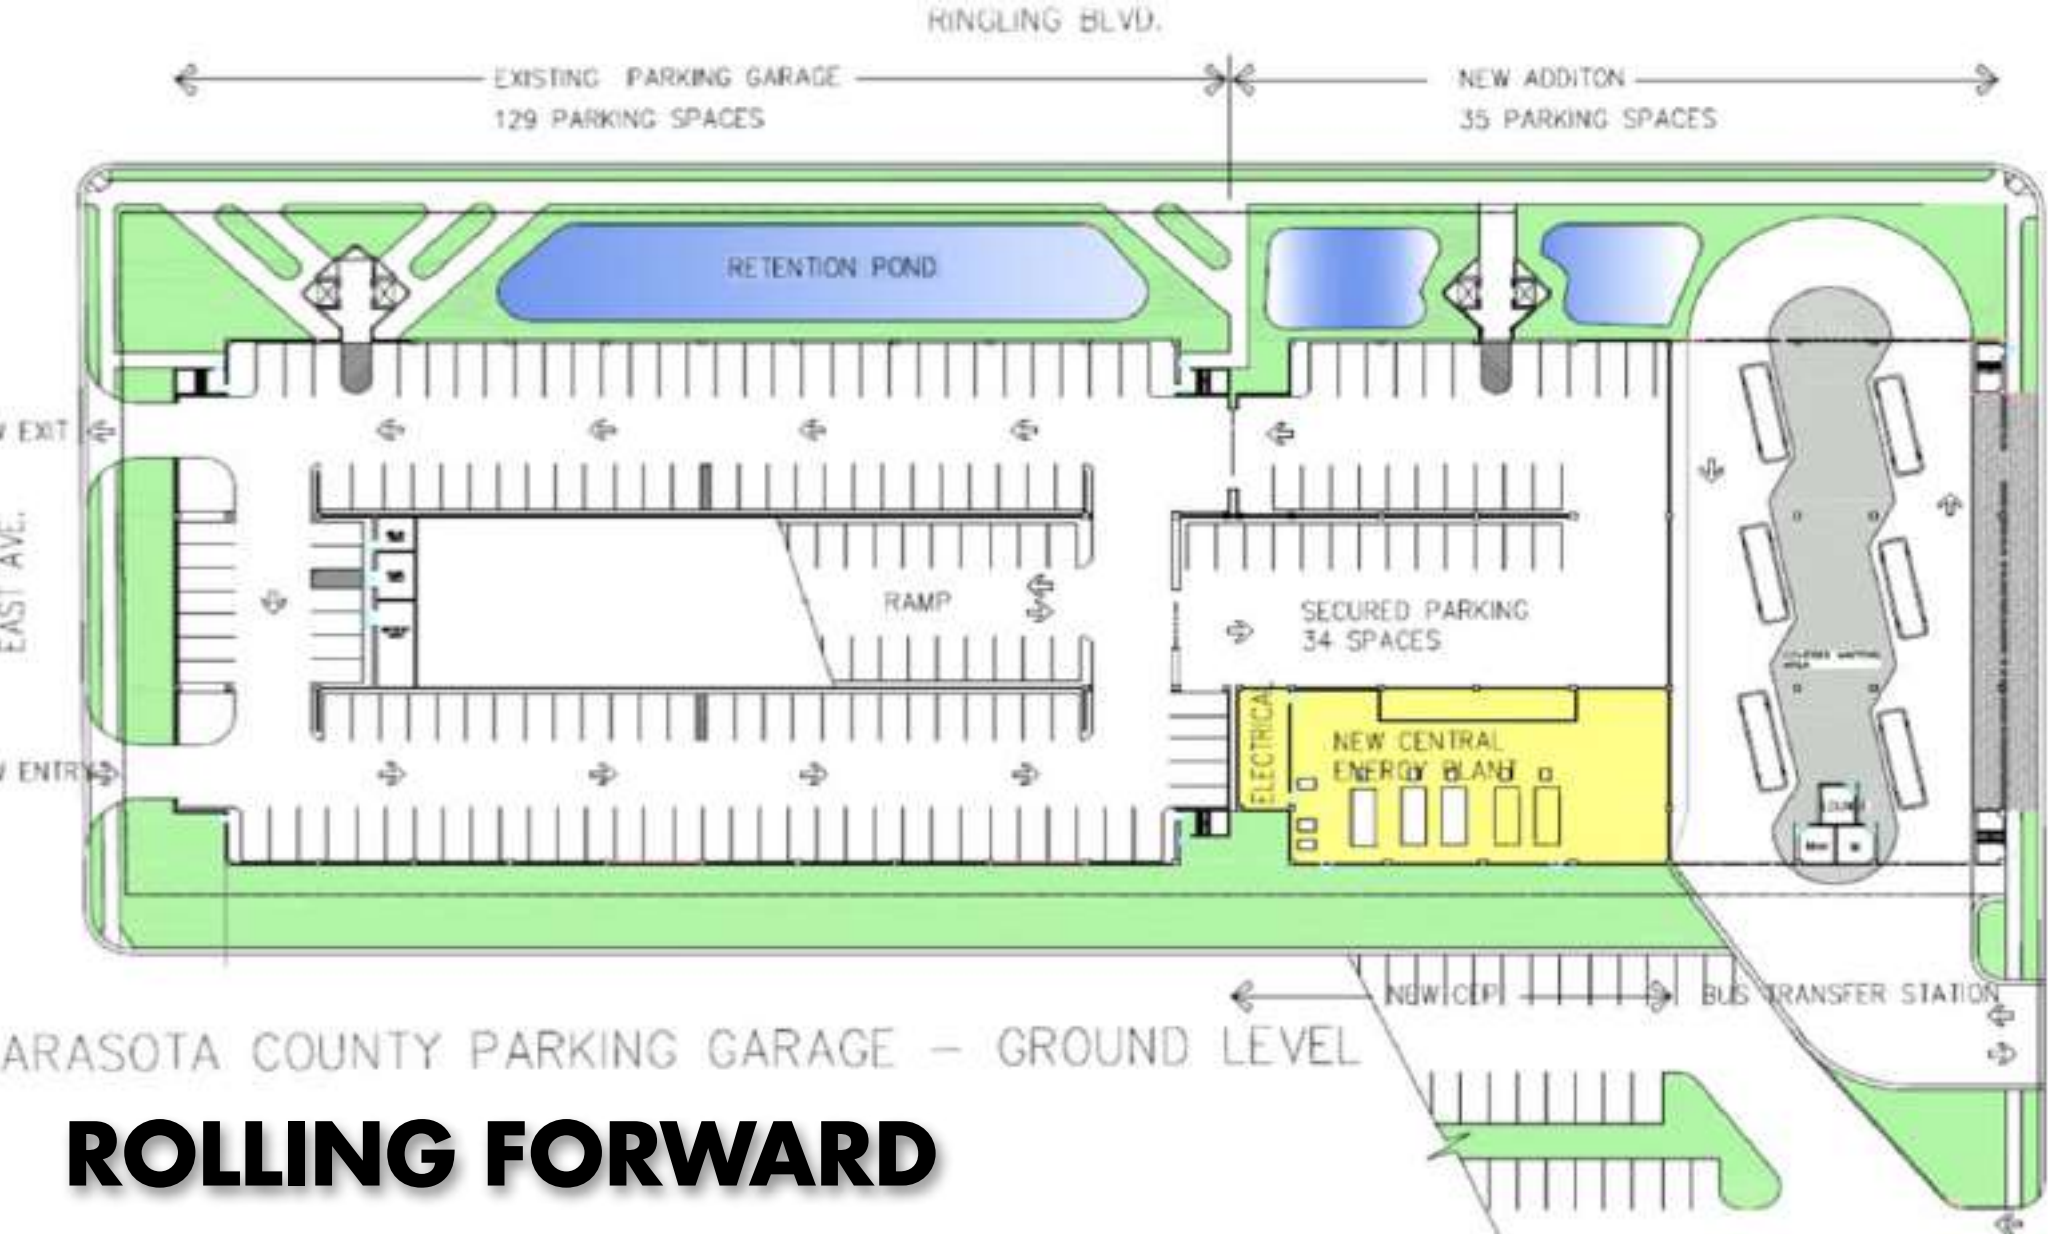 RINGLING BLVD.
EXISTING PARKING GARAGE
129 PARKING SPACES
NEW ADDITON
35 PARKING SPACES
RETENTION POND
W EXIT
EAST AVE.
RAMP
SECURED PARKING
34 SPACES
ELECTRICAL
NEW CENTRAL
ENERGY PLANT
W ENTRY
NEW CEP
BUS TRANSFER STATION
ARASOTA COUNTY PARKING GARAGE – GROUND LEVEL
ROLLING FORWARD